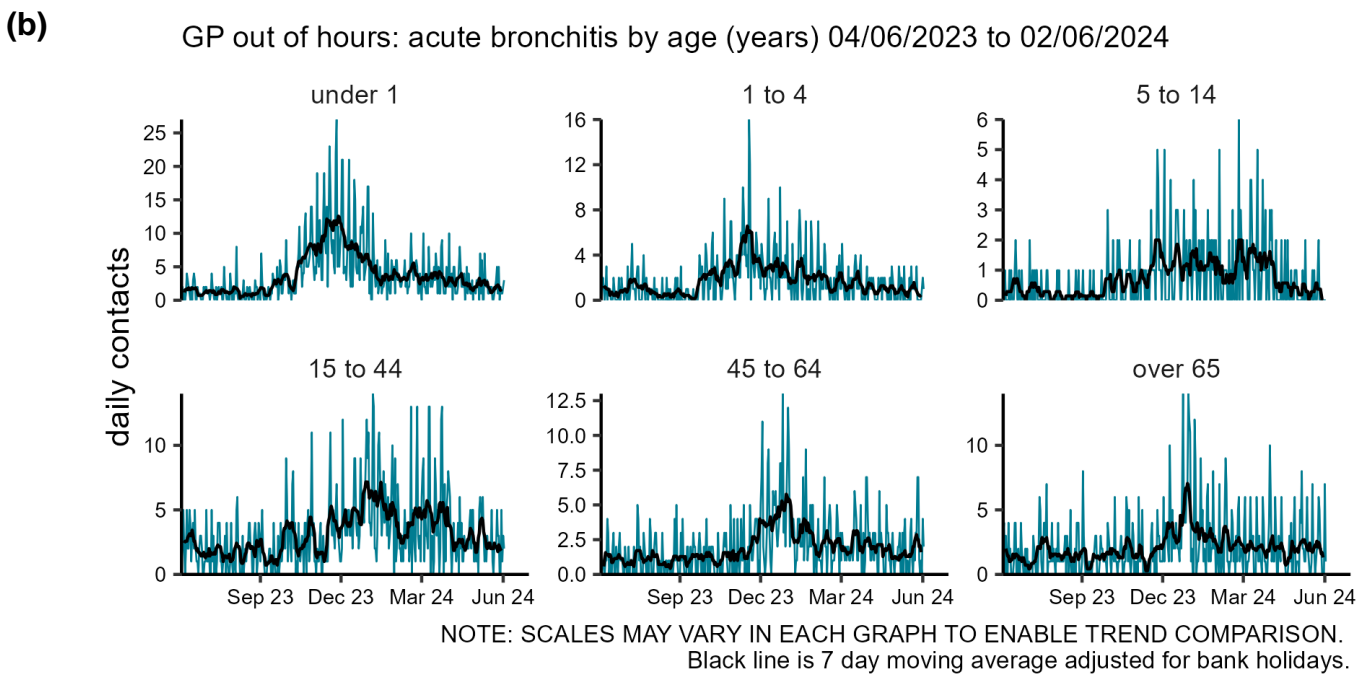 (b)
GP out of hours: acute bronchitis by age (years) 04/06/2023 to 02/06/2024
daily contacts
under 1
25
20
15
10
5
0
1 to 4
16
12
8
4
0
5 to 14
6
5
4
3
2
1
0
15 to 44
10
5
0
Sep 23 Dec 23 Mar 24 Jun 24
45 to 64
12.5
10.0
7.5
5.0
2.5
0.0
Sep 23 Dec 23 Mar 24 Jun 24
over 65
10
5
0
Sep 23 Dec 23 Mar 24 Jun 24
NOTE: SCALES MAY VARY IN EACH GRAPH TO ENABLE TREND COMPARISON.
Black line is 7 day moving average adjusted for bank holidays.